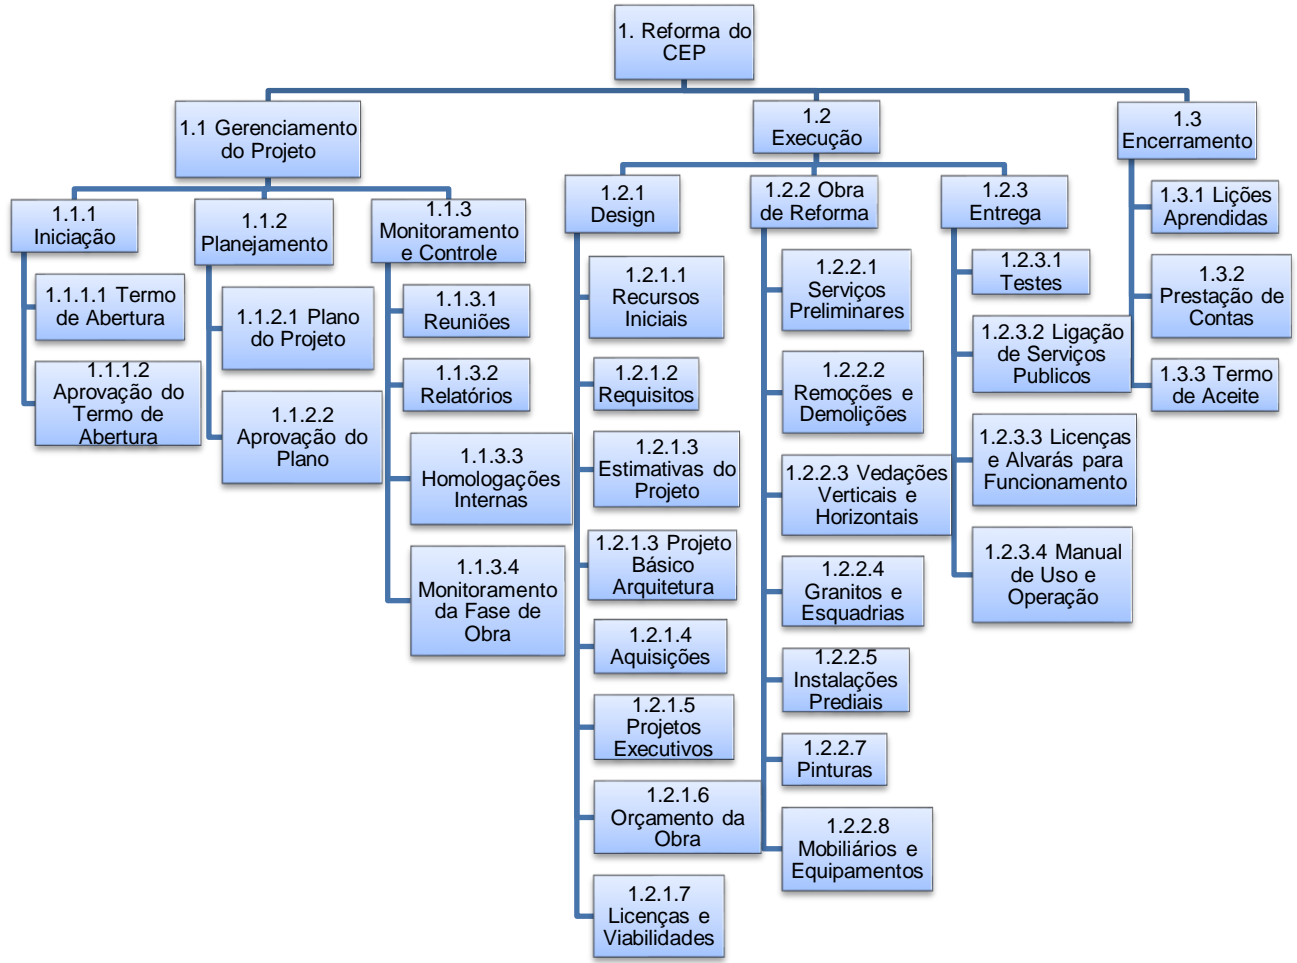 1. Reforma do
CEP
1.1 Gerenciamento
do Projeto
1.1.1
Iniciação
1.1.1.1 Termo
de Abertura
1.1.1.2
Aprovação do
Termo de
Abertura
1.1.2
Planejamento
1.1.2.1 Plano
do Projeto
1.1.2.2
Aprovação do
Plano
1.1.3
Monitoramento
e Controle
1.1.3.1
Reuniões
1.1.3.2
Relatórios
1.1.3.3
Homologações
Internas
1.1.3.4
Monitoramento
da Fase de
Obra
1.2
Execução
1.2.1
Design
1.2.1.1
Recursos
Iniciais
1.2.1.2
Requisitos
1.2.1.3
Estimativas do
Projeto
1.2.1.3 Projeto
Básico
Arquitetura
1.2.1.4
Aquisições
1.2.1.5
Projetos
Executivos
1.2.1.6
Orçamento da
Obra
1.2.1.7
Licenças e
Viabilidades
1.2.2 Obra
de Reforma
1.2.2.1
Serviços
Preliminares
1.2.2.2
Remoções e
Demolições
1.2.2.3 Vedações
Verticais e
Horizontais
1.2.2.4
Granitos e
Esquadrias
1.2.2.5
Instalações
Prediais
1.2.2.7
Pinturas
1.2.2.8
Mobiliários e
Equipamentos
1.2.3
Entrega
1.2.3.1
Testes
1.2.3.2 Ligação
de Serviços
Publicos
1.2.3.3 Licenças
e Alvarás para
Funcionamento
1.2.3.4 Manual
de Uso e
Operação
1.3
Encerramento
1.3.1 Lições
Aprendidas
1.3.2
Prestação de
Contas
1.3.3 Termo
de Aceite